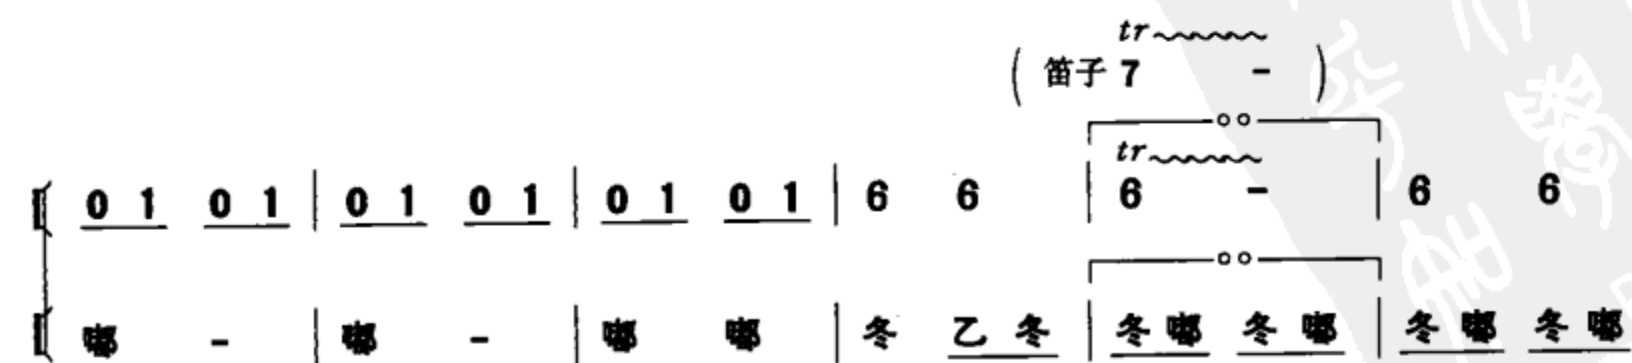 tr
(笛子 7 - )
tr
0 1 0 1 | 0 1 0 1 | 0 1 0 1 | 6 6 | 6 - | 6 6
嘟 - | 嘟 - | 嘟 嘟 | 冬 乙 冬 | 冬 嘟 冬 嘟 | 冬 嘟 冬 嘟